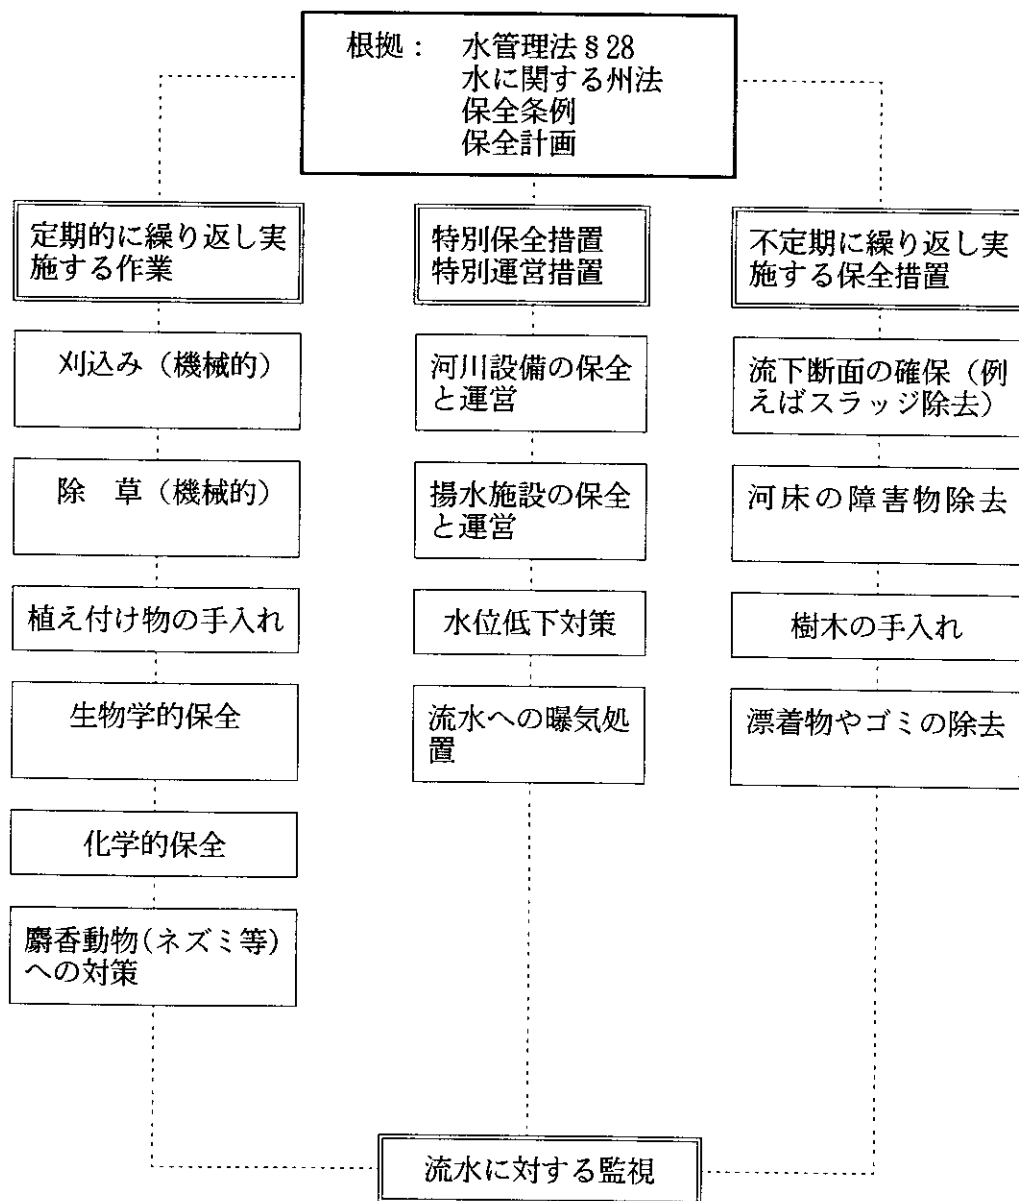 根拠： 水管理法§28
水に関する州法
保全条例
保全計画
定期的に繰り返し実
施する作業
刈込み（機械的）
除 草（機械的）
植え付け物の手入れ
生物学的保全
化学的保全
麝香動物（ネズミ等）
への対策
特別保全措置
特別運営措置
河川設備の保全
と運営
揚水施設の保全
と運営
水位低下対策
流水への曝気処
置
不定期に繰り返し実
施する保全措置
流下断面の確保（例
えばスラッジ除去）
河床の障害物除去
樹木の手入れ
漂着物やゴミの除去
流水に対する監視